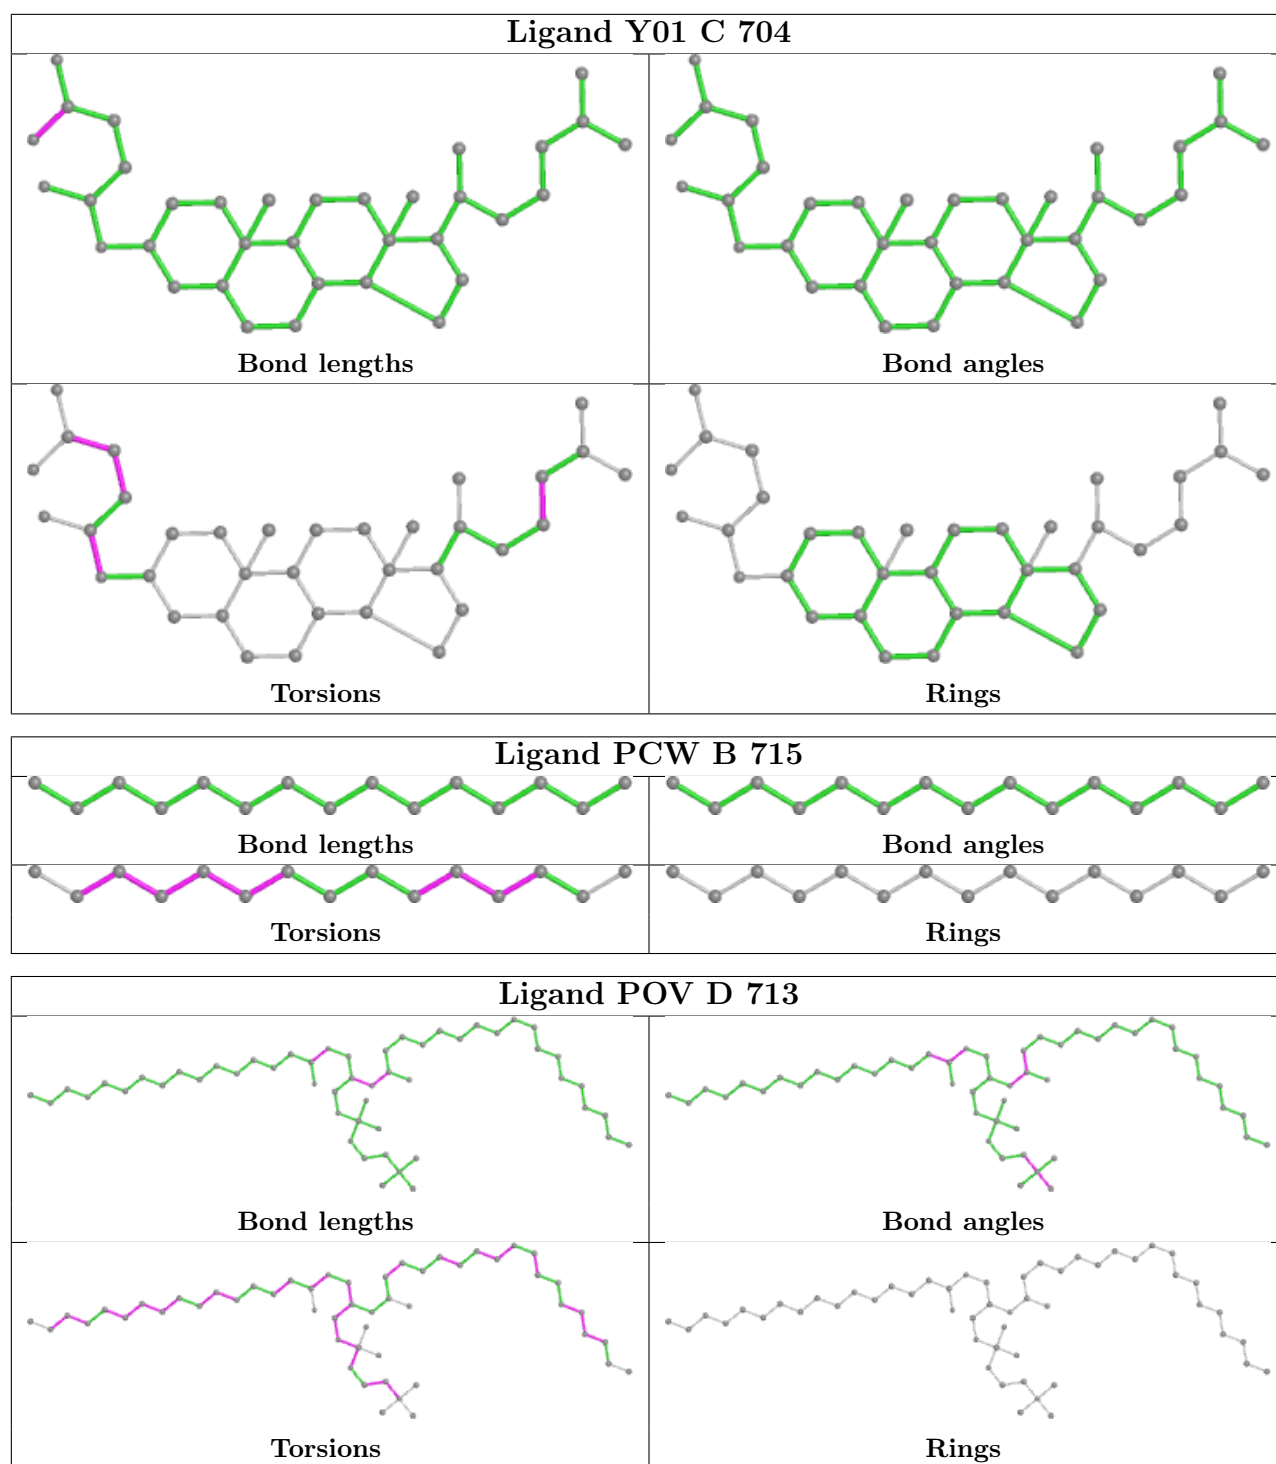 Ligand Y01 C 704
Bond lengths
Bond angles
Torsions
Rings
Ligand PCW B 715
Bond lengths
Bond angles
Torsions
Rings
Ligand POV D 713
Bond lengths
Bond angles
Torsions
Rings